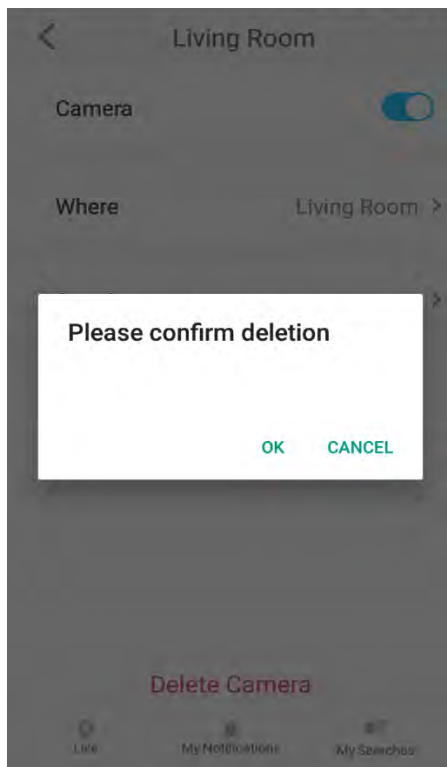 Living Room
Camera
Where Living Room >
>
Please confirm deletion
OK CANCEL
Delete Camera
Live My Notifications My Searches